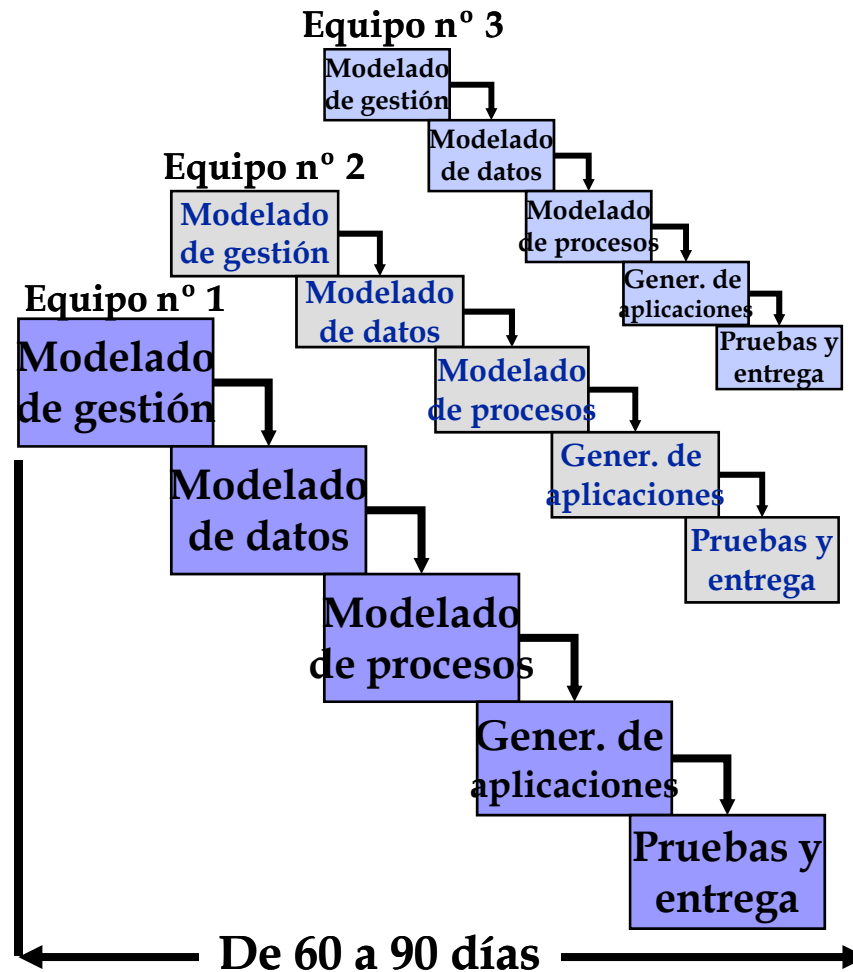 Equipo nº 3
Modelado
de gestión
Modelado
de datos
Modelado
de procesos
Gener. de
aplicaciones
Pruebas y
entrega
Equipo nº 2
Modelado
de gestión
Modelado
de datos
Modelado
de procesos
Gener. de
aplicaciones
Pruebas y
entrega
Equipo nº 1
Modelado
de gestión
Modelado
de datos
Modelado
de procesos
Gener. de
aplicaciones
Pruebas y
entrega
De 60 a 90 días